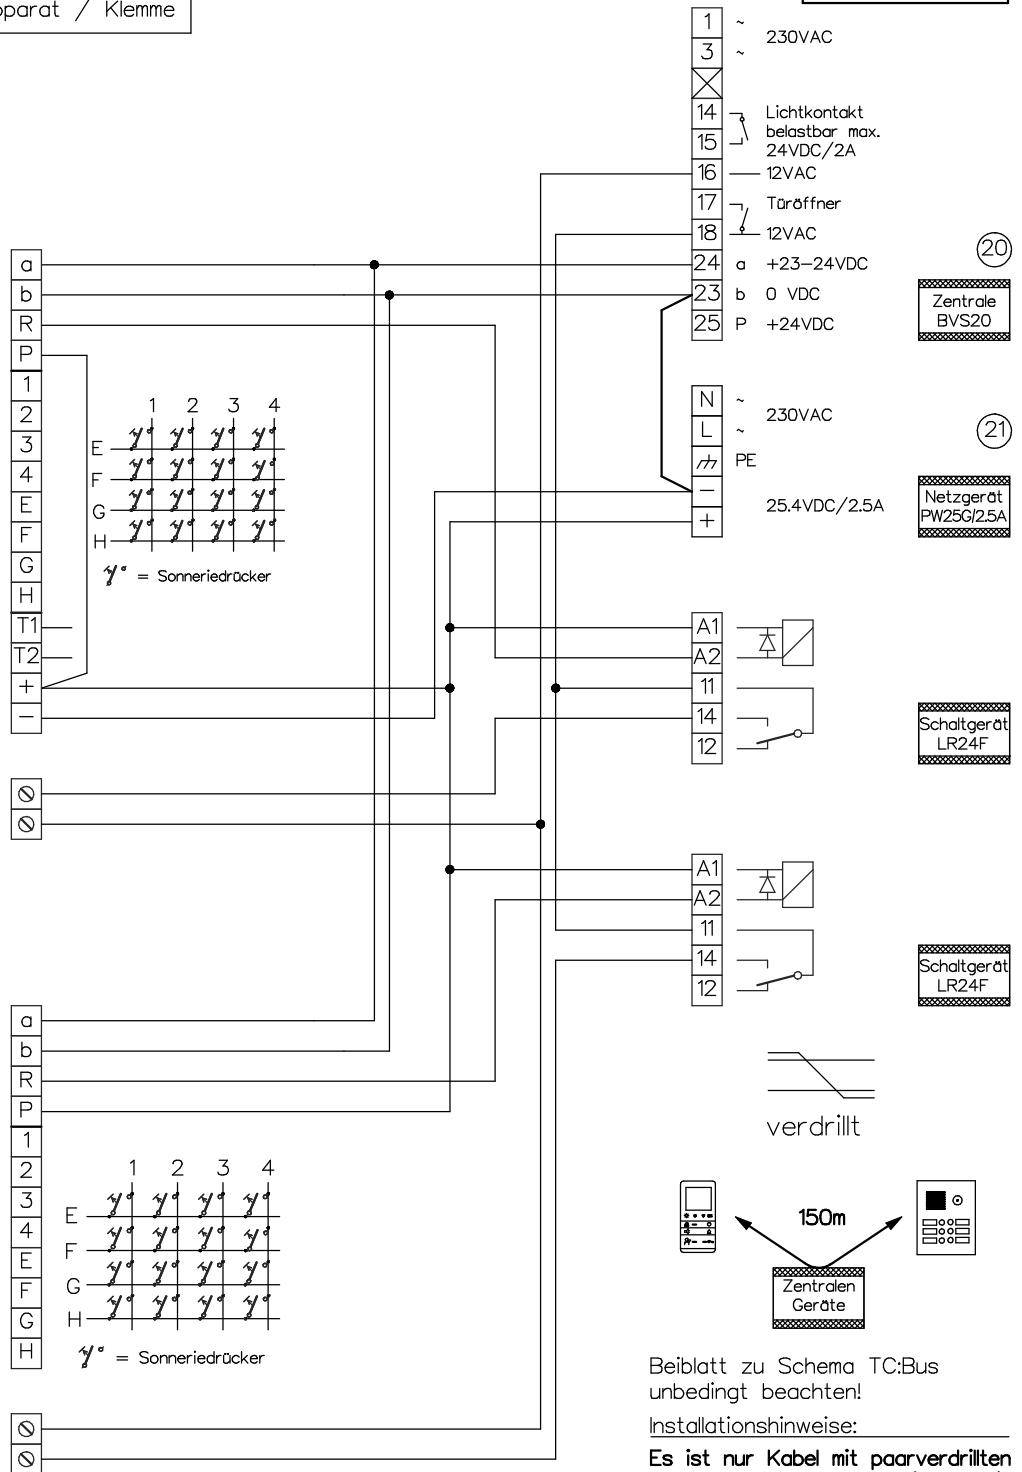 pparat / Klemme
1 ~
230VAC
3 ~
14
Lichtkontakt
belastbar max.
15
24VDC/2A
16 12VAC
17 Türöffner
18 12VAC
24 a +23-24VDC
23 b 0 VDC
25 P +24VDC
20
Zentrale
BVS20
N ~
230VAC
L ~
PE
-
25.4VDC/2.5A
+
21
Netzgerät
PW25G/2.5A
a
b
R
P
1
2
3
4
E
F
G
H
T1
T2
+
-
1 2 3 4
E
F
G
H
= Sonneriedrücker
A1
A2
11
14
12
Schaltgerät
LR24F
A1
A2
11
14
12
Schaltgerät
LR24F
a
b
R
P
1
2
3
4
E
F
G
H
1 2 3 4
E
F
G
H
= Sonneriedrücker
verdrillt
150m
Zentralen
Geräte
Beiblatt zu Schema TC:Bus
unbedingt beachten!
Installationshinweise:
Es ist nur Kabel mit paarverdrillten